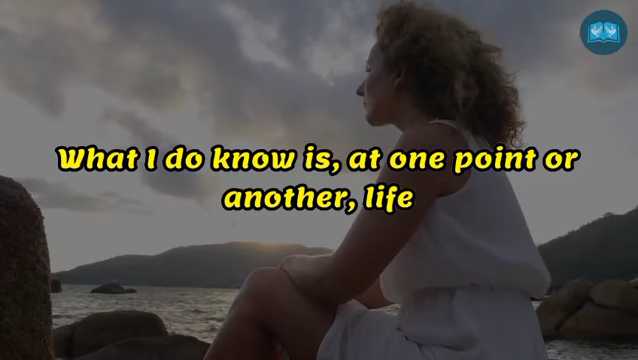 What I do know is, at one point or
another, life